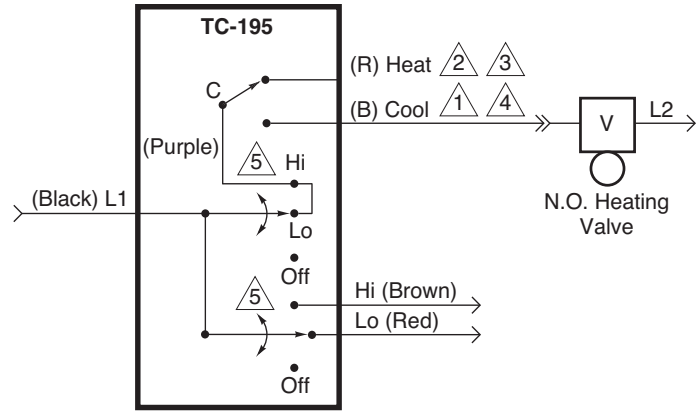 TC-195
(R) Heat 2 3
C
(B) Cool 1 4
V L2
(Purple)
5 Hi
N.O. Heating
Valve
(Black) L1
Lo
Off
5 Hi (Brown)
Lo (Red)
Off